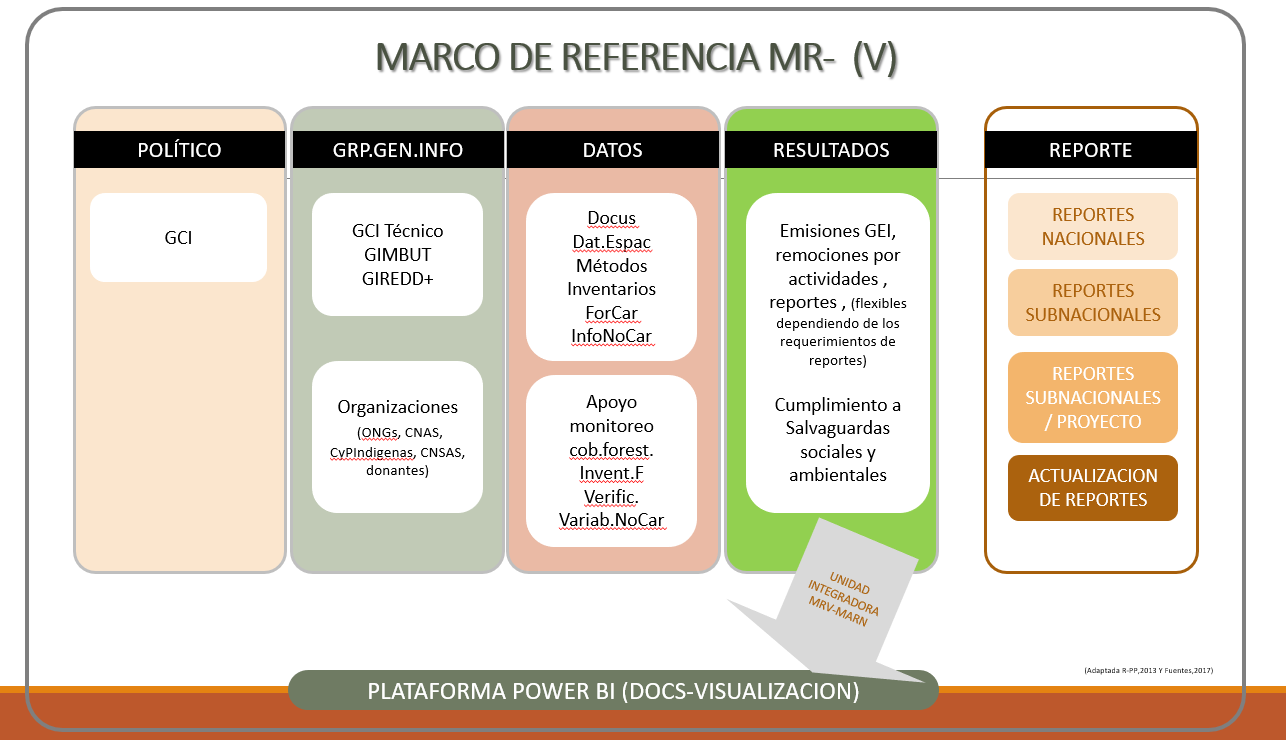 MARCO DE REFERENCIA MR- (V)
POLÍTICO
GCI
GRP.GEN.INFO
GCI Técnico
GIMBUT
GIREDD+
Organizaciones
(ONGs, CNAS,
CyPIndigenas, CNSAS,
donantes)
DATOS
Docus
Dat.Espac
Métodos
Inventarios
ForCar
InfoNoCar
Apoyo
monitoreo
cob.forest.
Invent.F
Verific.
Variab.NoCar
RESULTADOS
Emisiones GEI,
remociones por
actividades ,
reportes , (flexibles
dependiendo de los
requerimientos de
reportes)
Cumplimiento a
Salvaguardas
sociales y
ambientales
REPORTE
REPORTES
NACIONALES
REPORTES
SUBNACIONALES
REPORTES
SUBNACIONALES
/ PROYECTO
ACTUALIZACION
DE REPORTES
UNIDAD
INTEGRADORA
MRV-MARN
(Adaptada R-PP,2013 Y Fuentes,2017)
PLATAFORMA POWER BI (DOCS-VISUALIZACION)